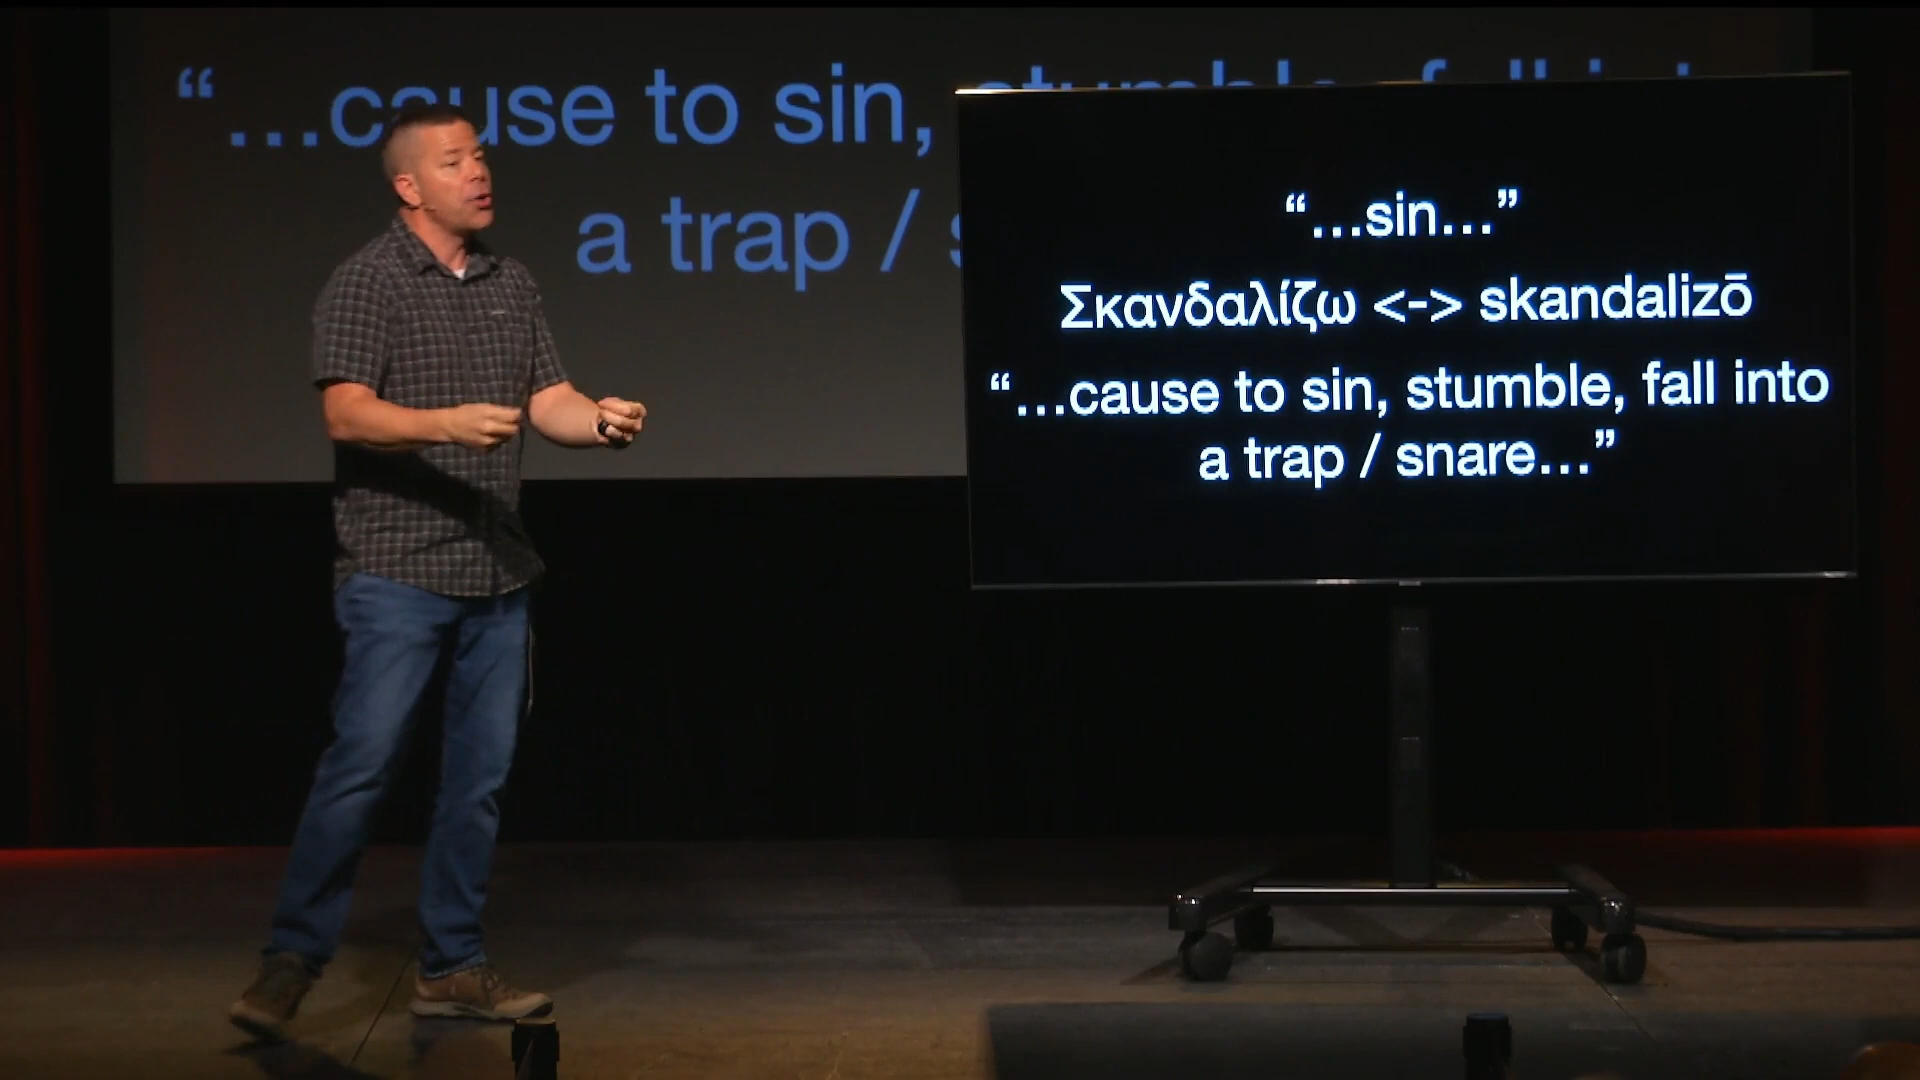 “…cause to sin,
a trap /
“…sin…”
Σκανδαλίζω <-> skandalizō
“…cause to sin, stumble, fall into
a trap / snare…”